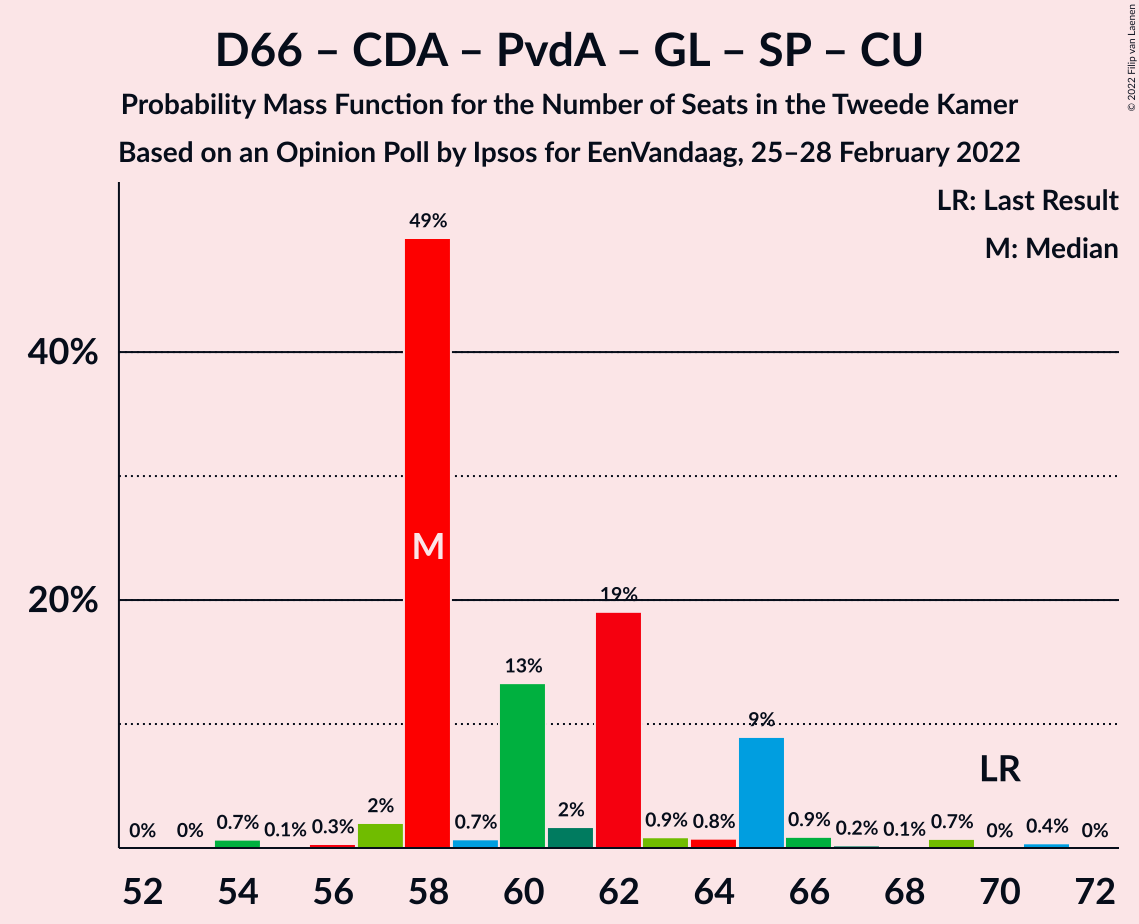 D66 – CDA – PvdA – GL – SP – CU
Probability Mass Function for the Number of Seats in the Tweede Kamer
Based on an Opinion Poll by Ipsos for EenVandaag, 25–28 February 2022
© 2022 Filip van Laenen
LR: Last Result
M: Median
49%
40%
M
20%
19%
13%
9%
LR
0% 0% 0.7% 0.1% 0.3% 2% 0.7% 2% 0.9% 0.8% 0.9% 0.2% 0.1% 0.7% 0% 0.4% 0%
52 54 56 58 60 62 64 66 68 70 72